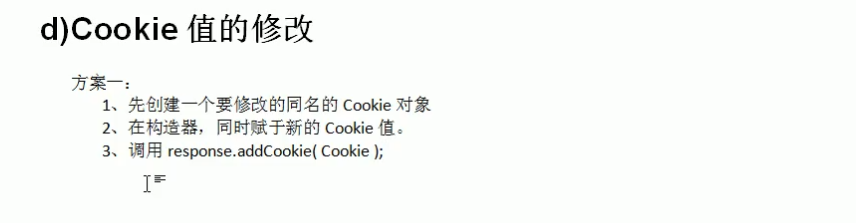 d)Cookie 值的修改
方案一：
1、先创建一个要修改的同名的 Cookie 对象
2、在构造器，同时赋于新的 Cookie 值。
3、调用 response.addCookie( Cookie );